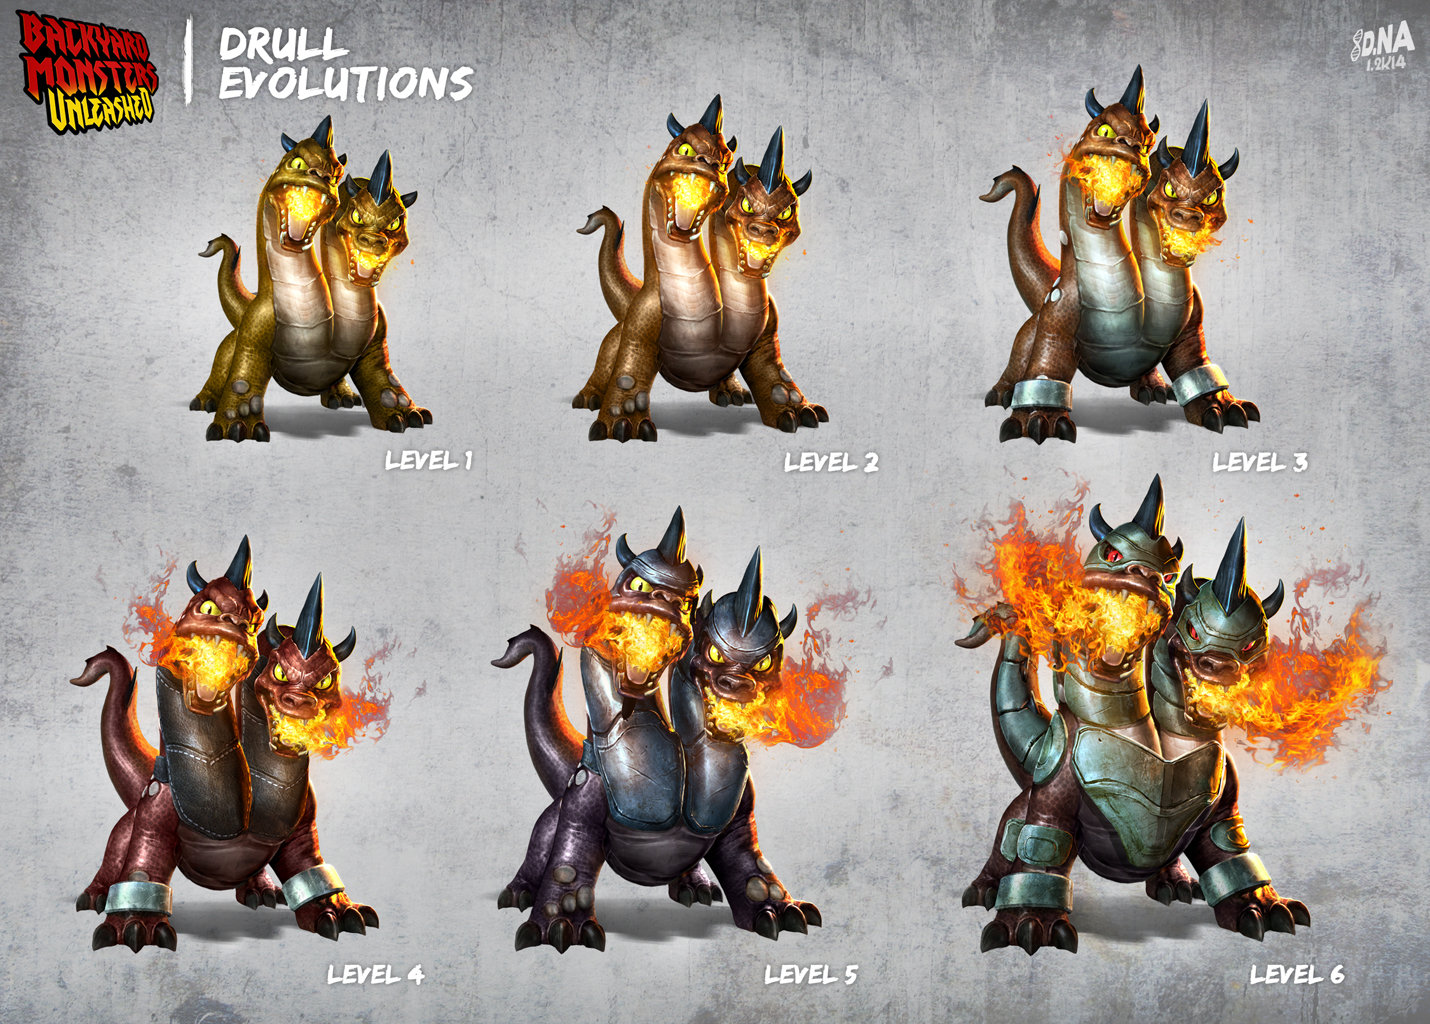 BACKYARD
MONSTERS
UNLEASHED
DRULL
EVOLUTIONS
D.NA
1.2K14
LEVEL 1
LEVEL 2
LEVEL 3
LEVEL 4
LEVEL 5
LEVEL 6